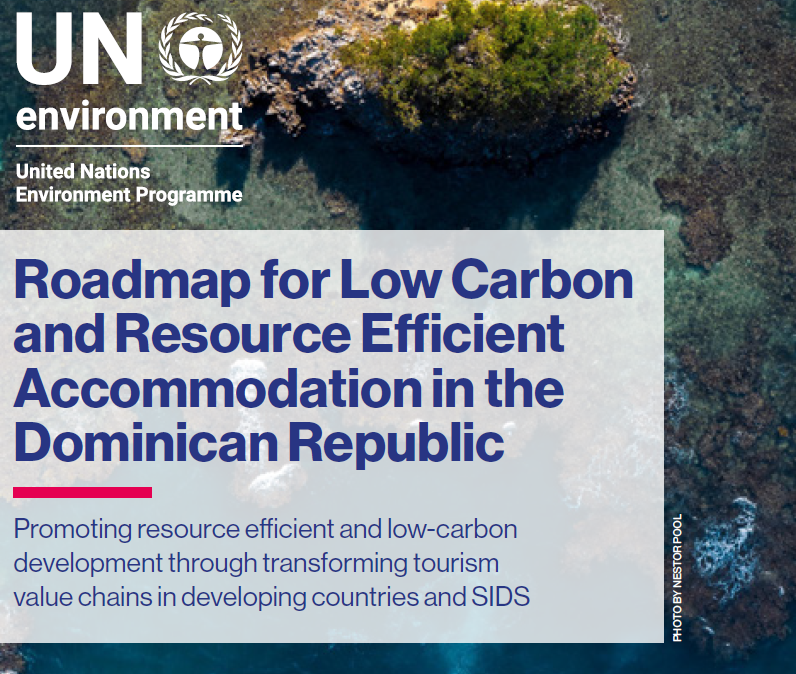 UN
environment
United Nations
Environment Programme
Roadmap for Low Carbon
and Resource Efficient
Accommodation in the
Dominican Republic
Promoting resource efficient and low-carbon
development through transforming tourism
value chains in developing countries and SIDS
PHOTO BY NESTOR POOL